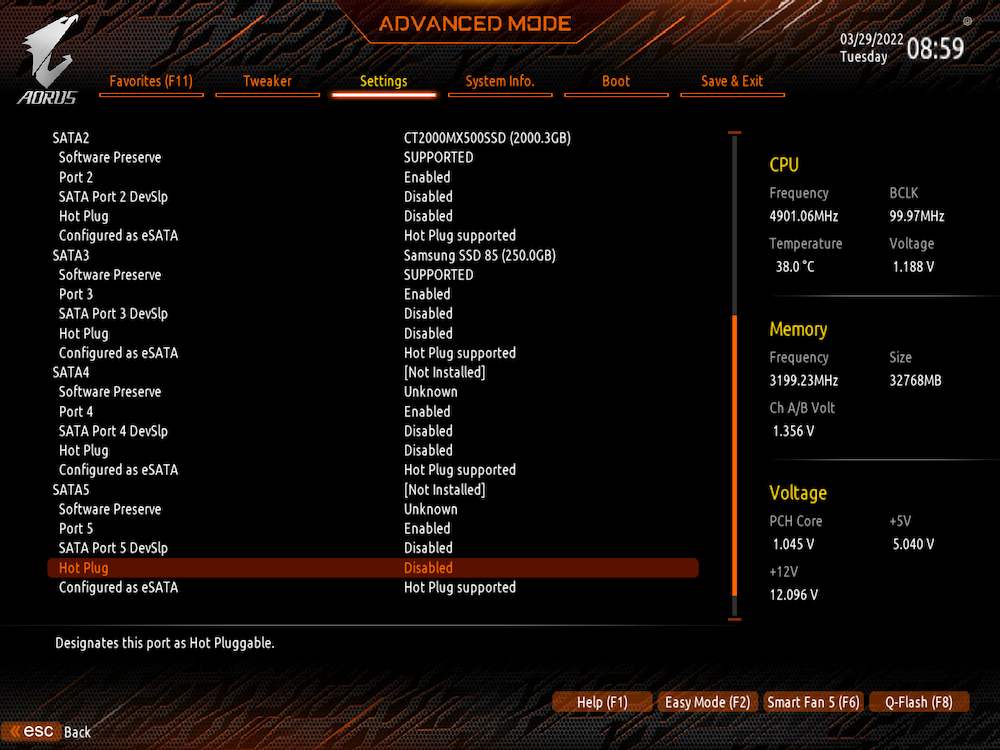 ADVANCED MODE
AORUS
03/29/2022
Tuesday
08:59
Favorites (F11) Tweaker Settings System Info. Boot Save & Exit
SATA2 CT2000MX500SSD (2000.3GB)
Software Preserve SUPPORTED
Port 2 Enabled
SATA Port 2 DevSlp Disabled
Hot Plug Disabled
Configured as eSATA Hot Plug supported
SATA3 Samsung SSD 85 (250.0GB)
Software Preserve SUPPORTED
Port 3 Enabled
SATA Port 3 DevSlp Disabled
Hot Plug Disabled
Configured as eSATA Hot Plug supported
SATA4 [Not Installed]
Software Preserve Unknown
Port 4 Enabled
SATA Port 4 DevSlp Disabled
Hot Plug Disabled
Configured as eSATA Hot Plug supported
SATA5 [Not Installed]
Software Preserve Unknown
Port 5 Enabled
SATA Port 5 DevSlp Disabled
Hot Plug Disabled
Configured as eSATA Hot Plug supported
CPU
Frequency BCLK
4901.06MHz 99.97MHz
Temperature Voltage
38.0 °C 1.188 V
Memory
Frequency Size
3199.23MHz 32768MB
Ch A/B Volt
1.356 V
Voltage
PCH Core +5V
1.045 V 5.040 V
+12V
12.096 V
Designates this port as Hot Pluggable.
Help (F1) Easy Mode (F2) Smart Fan 5 (F6) Q-Flash (F8)
esc Back